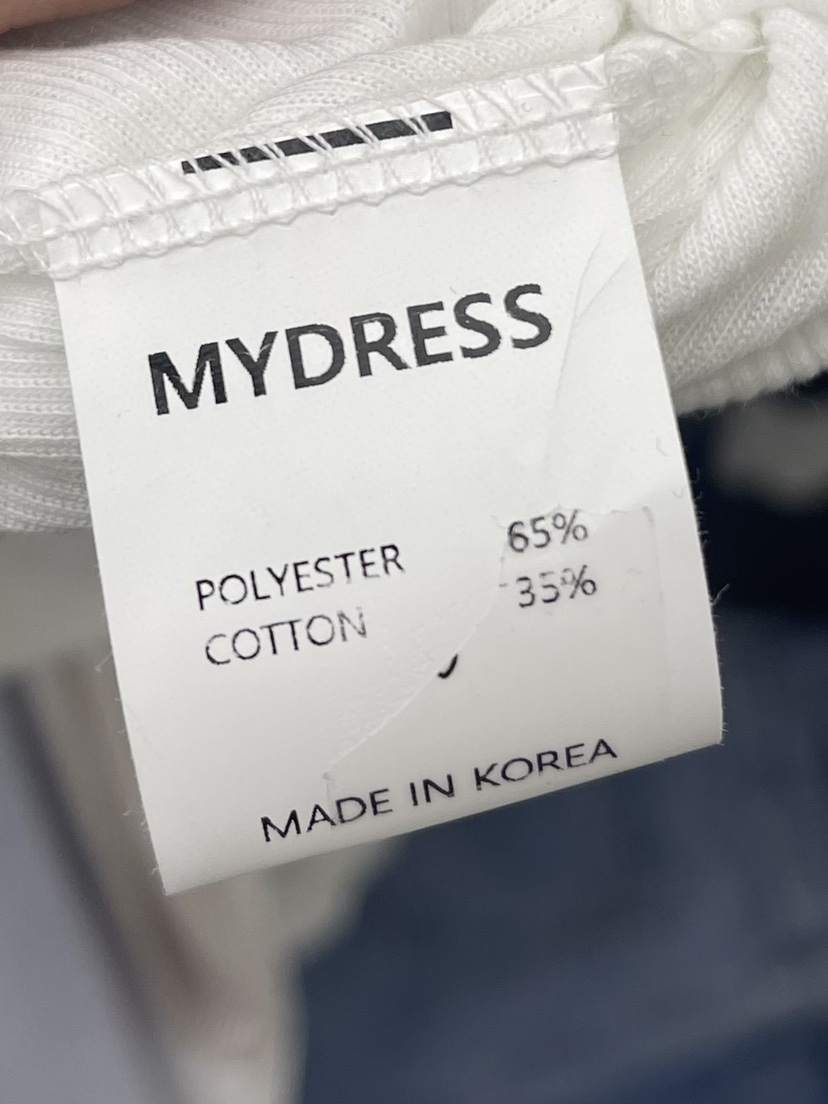 MYDRESS
POLYESTER 65%
COTTON 35%
MADE IN KOREA